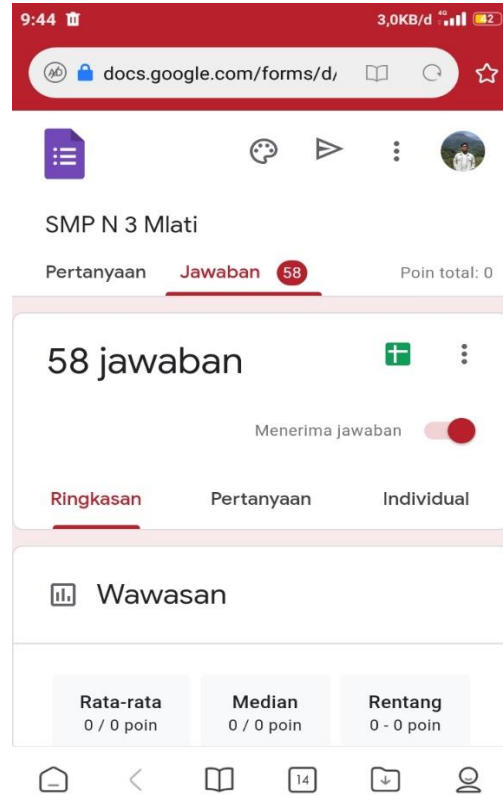 9:44 3,0KB/d 4G 42
docs.google.com/forms/d/
SMP N 3 Mlati
Pertanyaan Jawaban 58 Poin total: 0
58 jawaban
Menerima jawaban
Ringkasan Pertanyaan Individual
Wawasan
Rata-rata Median Rentang
0 / 0 poin 0 / 0 poin 0 - 0 poin
14